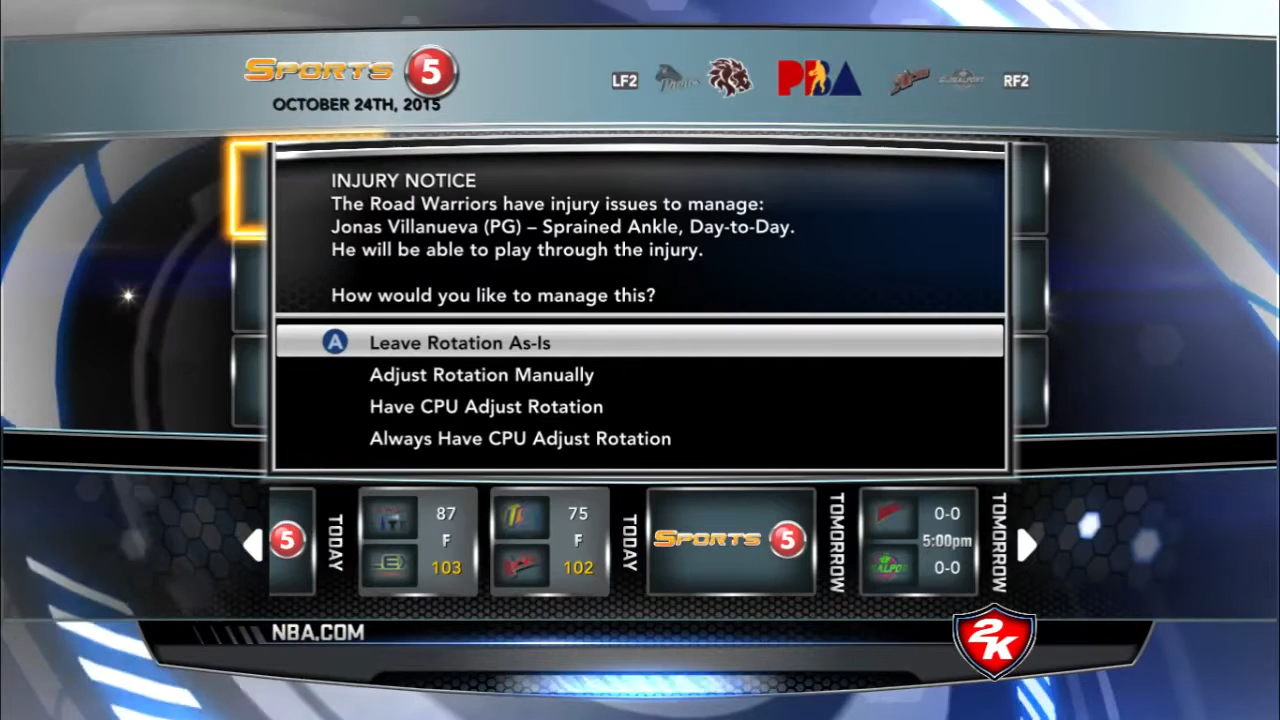 SPORTS 5
OCTOBER 24TH, 2015
LF2
PBA
RF2
INJURY NOTICE
The Road Warriors have injury issues to manage:
Jonas Villanueva (PG) – Sprained Ankle, Day-to-Day.
He will be able to play through the injury.
How would you like to manage this?
A Leave Rotation As-Is
Adjust Rotation Manually
Have CPU Adjust Rotation
Always Have CPU Adjust Rotation
5
TODAY
87
F
103
75
F
102
TODAY
SPORTS 5
TOMORROW
0-0
5:00pm
0-0
TOMORROW
NBA.COM
2K